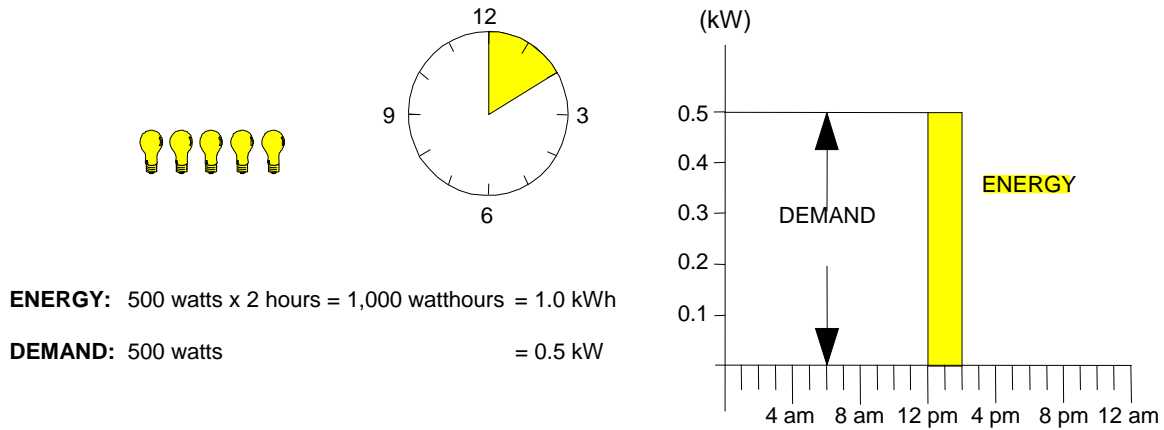 12
9
3
6
ENERGY: 500 watts x 2 hours = 1,000 watthours = 1.0 kWh
DEMAND: 500 watts = 0.5 kW
(kW)
0.5
0.4
0.3
0.2
0.1
DEMAND
ENERGY
4 am 8 am 12 pm 4 pm 8 pm 12 am